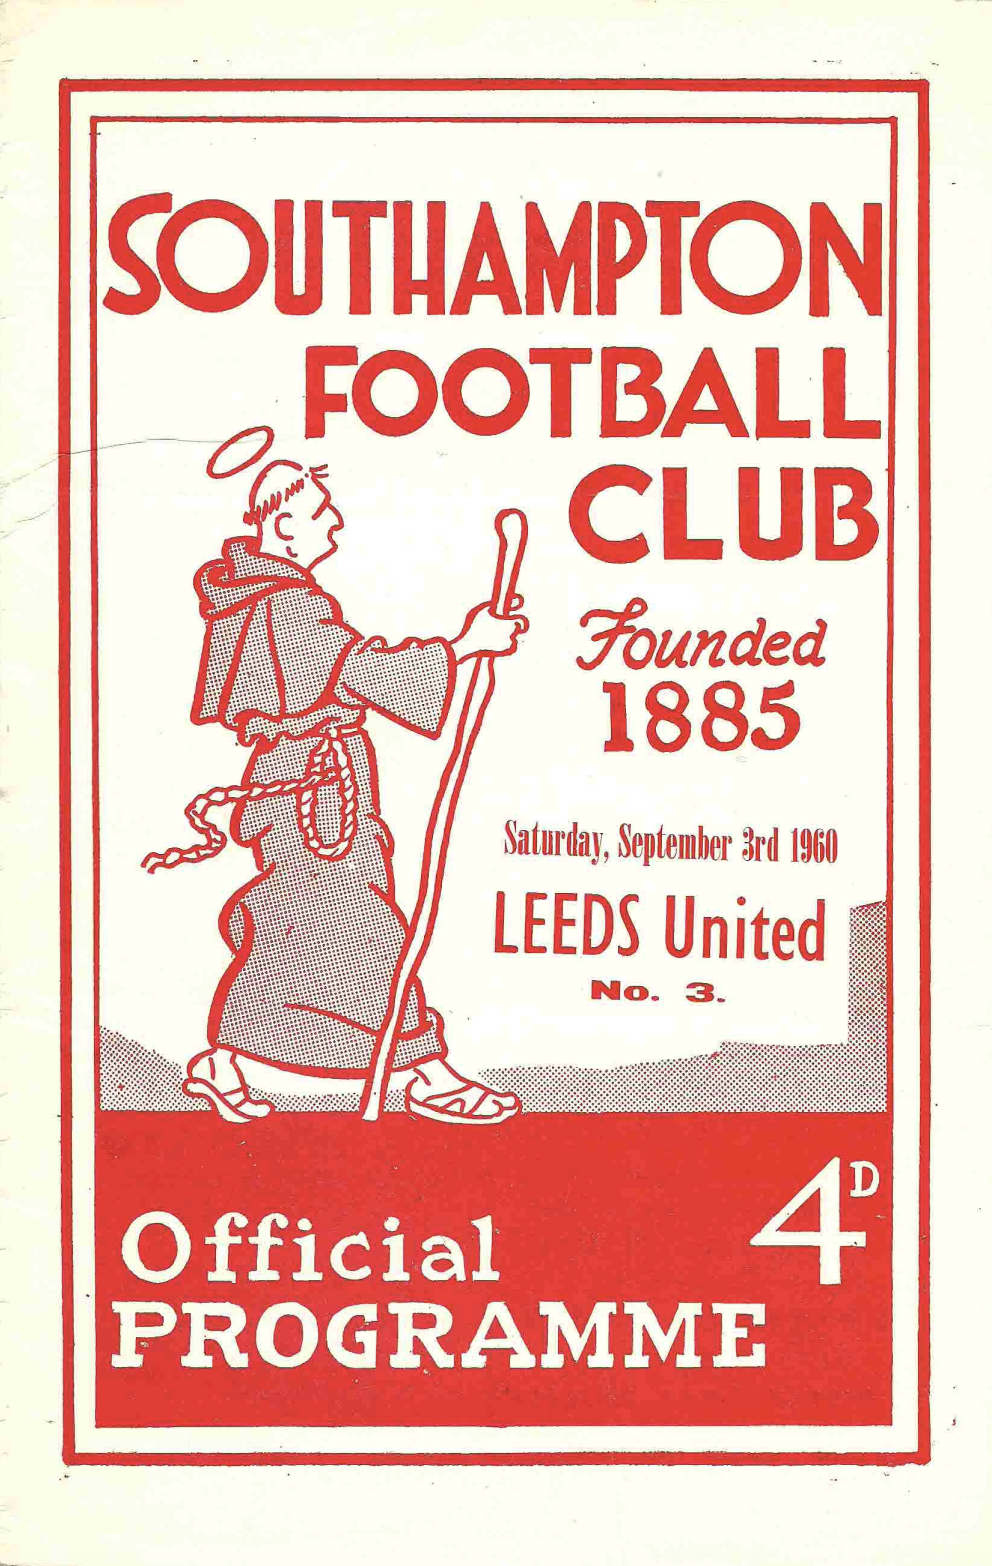 SOUTHAMPTON
FOOTBALL
CLUB
Founded
1885
Saturday, September 3rd 1960
LEEDS United
No. 3.
4D
Official
PROGRAMME